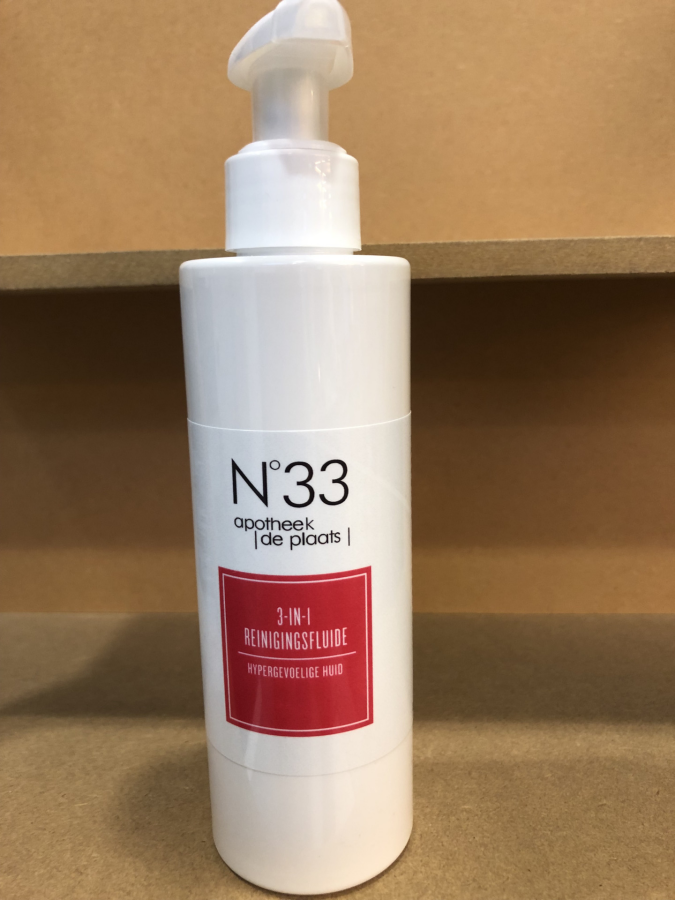 N°33
apotheek
|de plaats|
3-IN-1
REINIGINGSFLUIDE
HYPERGEVOELIGE HUID